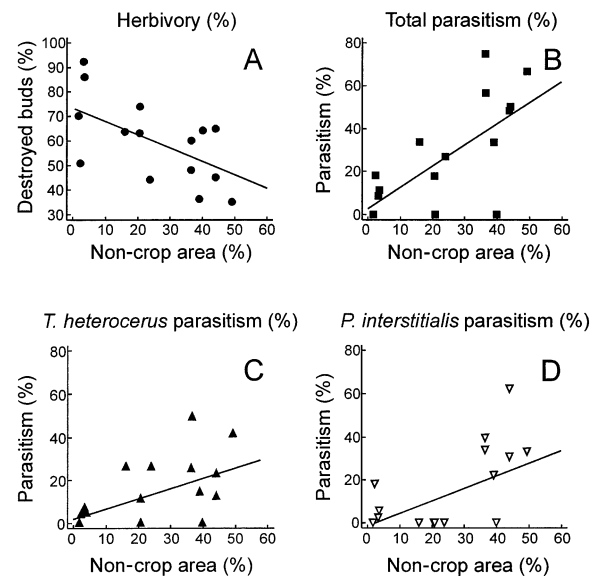 Herbivory (%)
Total parasitism (%)
A
B
Destroyed buds (%)
100
90
80
70
60
50
40
30
0 10 20 30 40 50 60
Non-crop area (%)
Parasitism (%)
80
60
40
20
0
0 10 20 30 40 50 60
Non-crop area (%)
T. heterocerus parasitism (%)
P. interstitialis parasitism (%)
C
D
Parasitism (%)
80
60
40
20
0
0 10 20 30 40 50 60
Non-crop area (%)
Parasitism (%)
80
60
40
20
0
0 10 20 30 40 50 60
Non-crop area (%)